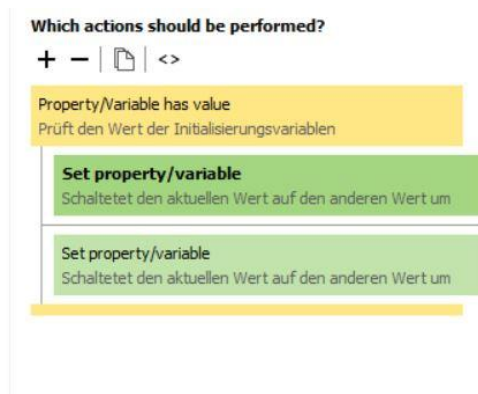 Which actions should be performed?
<>
Property/Variable has value
Prüft den Wert der Initialisierungsvariablen
Set property/variable
Schaltetet den aktuellen Wert auf den anderen Wert um
Set property/variable
Schaltetet den aktuellen Wert auf den anderen Wert um